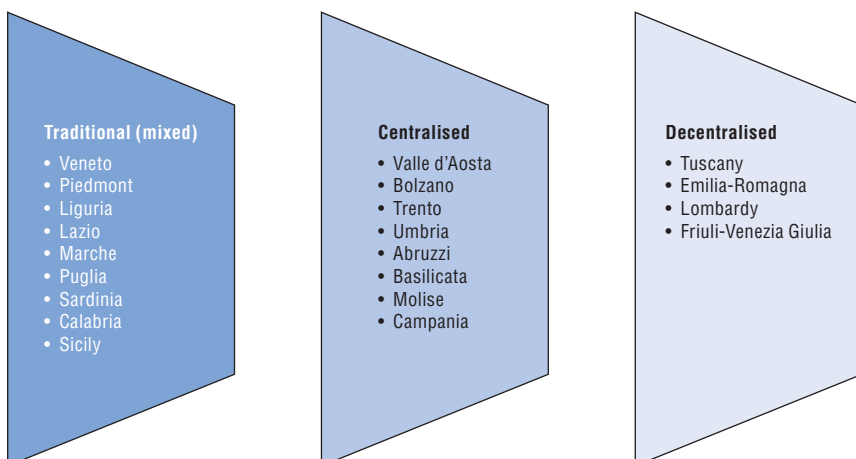 Traditional (mixed)
• Veneto
• Piedmont
• Liguria
• Lazio
• Marche
• Puglia
• Sardinia
• Calabria
• Sicily
Centralised
• Valle d'Aosta
• Bolzano
• Trento
• Umbria
• Abruzzi
• Basilicata
• Molise
• Campania
Decentralised
• Tuscany
• Emilia-Romagna
• Lombardy
• Friuli-Venezia Giulia